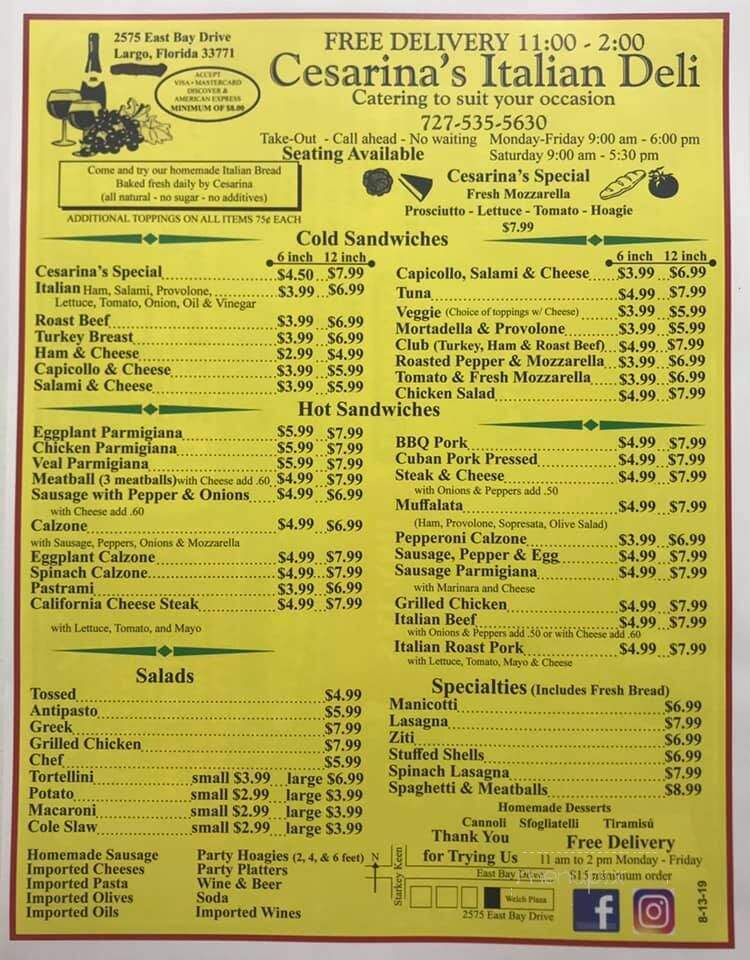 2575 East Bay Drive
Largo, Florida 33771
ACCEPT
VISA • MASTERCARD
DISCOVER &
AMERICAN EXPRESS
MINIMUM OF $8.00
FREE DELIVERY 11:00 - 2:00
Cesarina's Italian Deli
Catering to suit your occasion
727-535-5630
Take-Out - Call ahead - No waiting Monday-Friday 9:00 am - 6:00 pm
Seating Available Saturday 9:00 am - 5:30 pm
Come and try our homemade Italian Bread
Baked fresh daily by Cesarina
(all natural - no sugar - no additives)
ADDITIONAL TOPPINGS ON ALL ITEMS 75¢ EACH
Cesarina's Special
Fresh Mozzarella
Prosciutto - Lettuce - Tomato - Hoagie
$7.99
Cold Sandwiches
6 inch 12 inch
Cesarina's Special $4.50 $7.99
Italian Ham, Salami, Provolone, $3.99 $6.99
Lettuce, Tomato, Onion, Oil & Vinegar
Roast Beef $3.99 $6.99
Turkey Breast $3.99 $6.99
Ham & Cheese $2.99 $4.99
Capicollo & Cheese $3.99 $5.99
Salami & Cheese $3.99 $5.99
6 inch 12 inch
Capicollo, Salami & Cheese $3.99 $6.99
Tuna $4.99 $7.99
Veggie (Choice of toppings w/ Cheese) $3.99 $5.99
Mortadella & Provolone $3.99 $5.99
Club (Turkey, Ham & Roast Beef) $4.99 $7.99
Roasted Pepper & Mozzarella $3.99 $6.99
Tomato & Fresh Mozzarella $3.99 $6.99
Chicken Salad $4.99 $7.99
Hot Sandwiches
Eggplant Parmigiana $5.99 $7.99
Chicken Parmigiana $5.99 $7.99
Veal Parmigiana $5.99 $7.99
Meatball (3 meatballs) with Cheese add .60 $4.99 $7.99
Sausage with Pepper & Onions $4.99 $6.99
with Cheese add .60
Calzone $4.99 $6.99
with Sausage, Peppers, Onions & Mozzarella
Eggplant Calzone $4.99 $7.99
Spinach Calzone $4.99 $7.99
Pastrami $3.99 $6.99
California Cheese Steak $4.99 $7.99
with Lettuce, Tomato, and Mayo
BBQ Pork $4.99 $7.99
Cuban Pork Pressed $4.99 $7.99
Steak & Cheese $4.99 $7.99
with Onions & Peppers add .50
Muffalata $4.99 $7.99
(Ham, Provolone, Sopresata, Olive Salad)
Pepperoni Calzone $3.99 $6.99
Sausage, Pepper & Egg $4.99 $7.99
Sausage Parmigiana $4.99 $7.99
with Marinara and Cheese
Grilled Chicken $4.99 $7.99
Italian Beef $4.99 $7.99
with Onions & Peppers add .50 or with Cheese add .60
Italian Roast Pork $4.99 $7.99
with Lettuce, Tomato, Mayo & Cheese
Salads
Tossed $4.99
Antipasto $5.99
Greek $7.99
Grilled Chicken $7.99
Chef $5.99
Tortellini small $3.99 large $6.99
Potato small $2.99 large $3.99
Macaroni small $2.99 large $3.99
Cole Slaw small $2.99 large $3.99
Specialties (Includes Fresh Bread)
Manicotti $6.99
Lasagna $7.99
Ziti $6.99
Stuffed Shells $6.99
Spinach Lasagna $7.99
Spaghetti & Meatballs $8.99
Homemade Desserts
Cannoli Sfogliatelli Tiramisú
Homemade Sausage
Imported Cheeses
Imported Pasta
Imported Olives
Imported Oils
Party Hoagies (2, 4, & 6 feet)
Party Platters
Wine & Beer
Soda
Imported Wines
Thank You
for Trying Us
Free Delivery
11 am to 2 pm Monday - Friday
$15 minimum order
N
Starkey Keen
East Bay Drive
Welch Plaza
2575 East Bay Drive
menupix
8-13-19